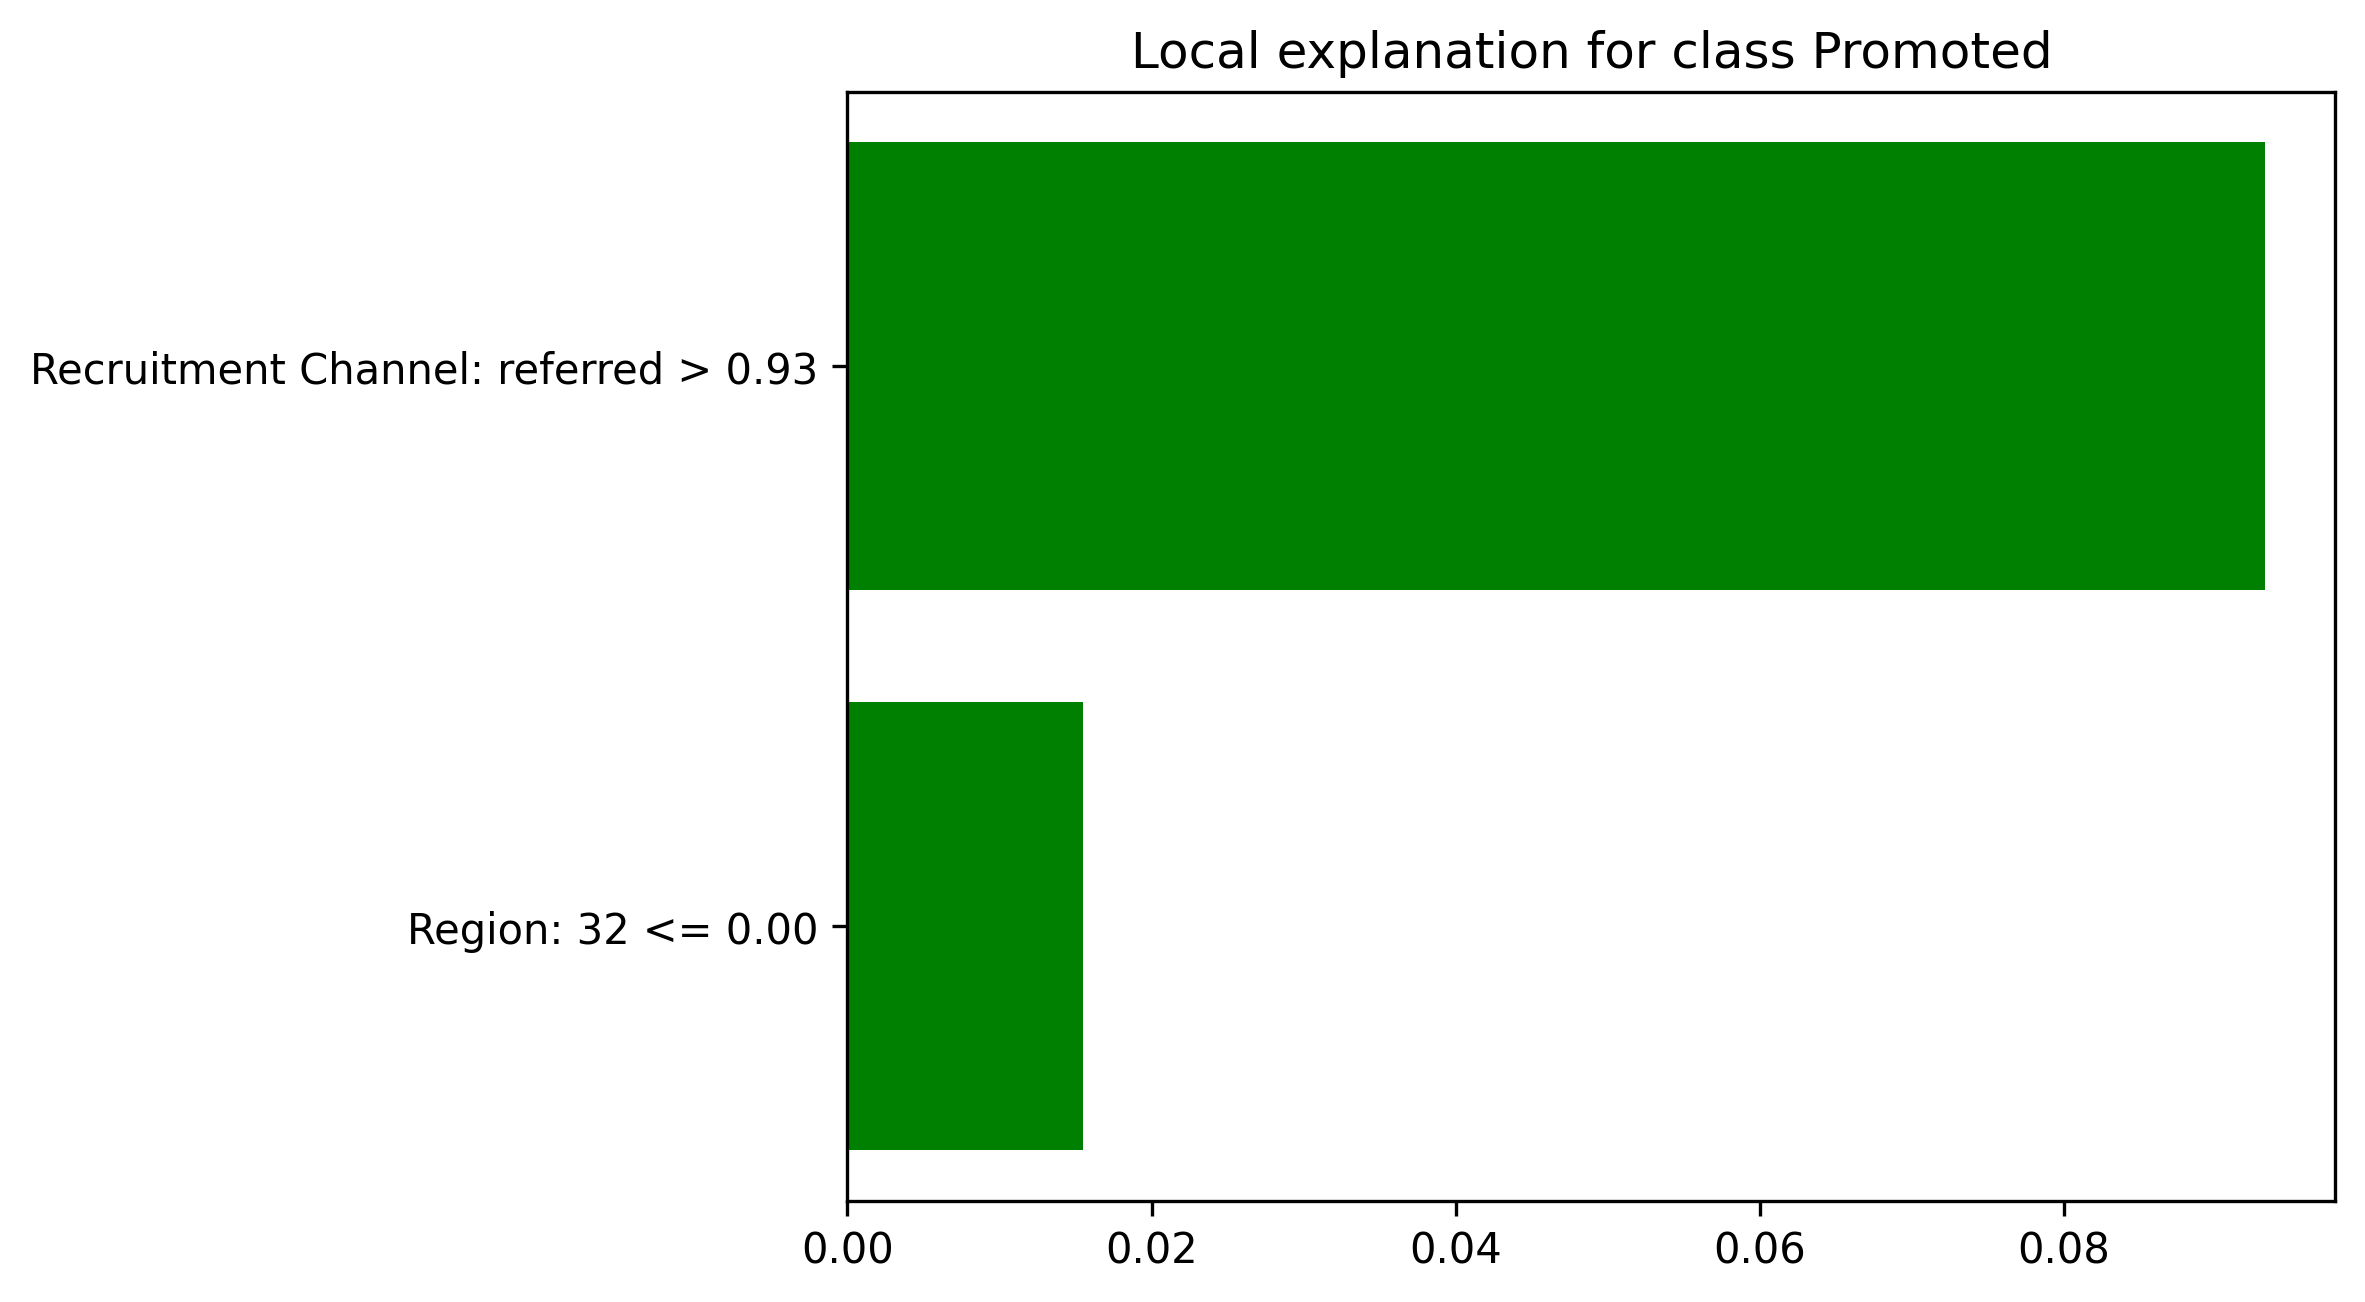 Local explanation for class Promoted
Recruitment Channel: referred > 0.93
Region: 32 <= 0.00
0.00 0.02 0.04 0.06 0.08